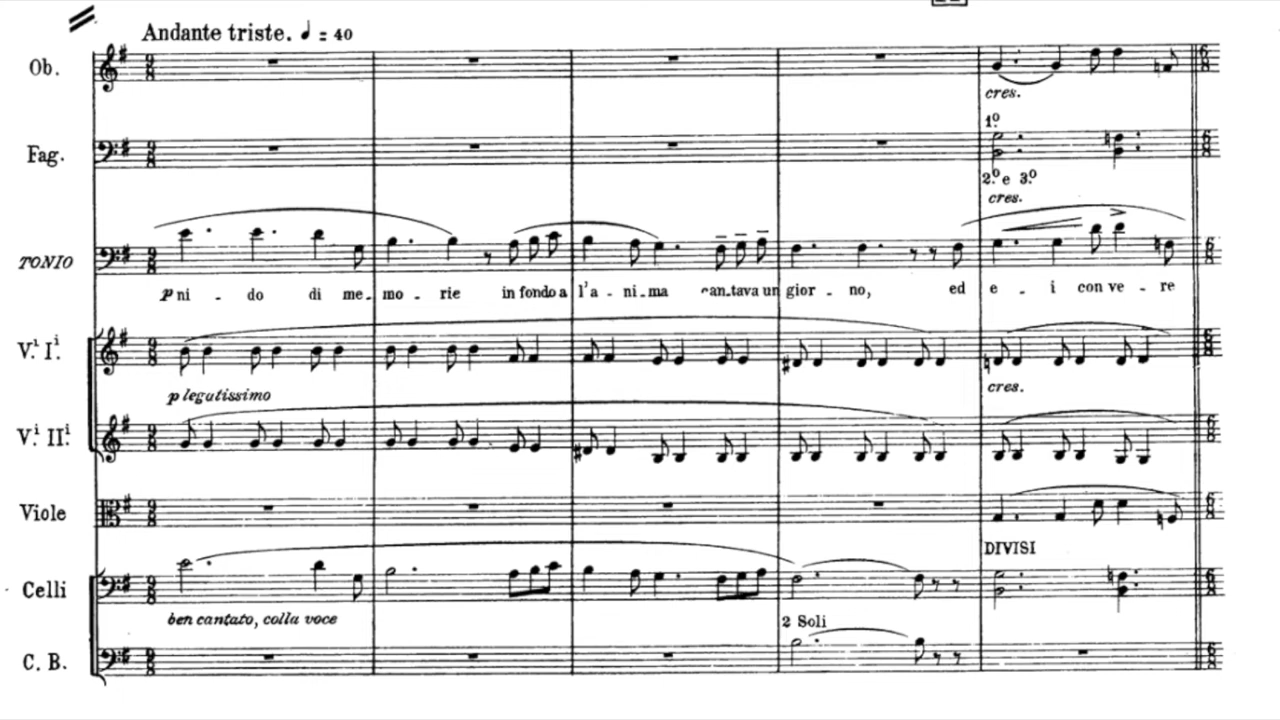 Andante triste. ♩ = 40
Ob.
cres.
Fag.
1º
2º e 3º
cres.
TONIO
p ni - do di me - mo - rie in fondo a l'a - ni - ma can - tava un gior - no, ed e - i con ve - re
V.i I.i
p legatissimo
cres.
V.i II.i
Viole
DIVISI
Celli
ben cantato, colla voce
2 Soli
C. B.